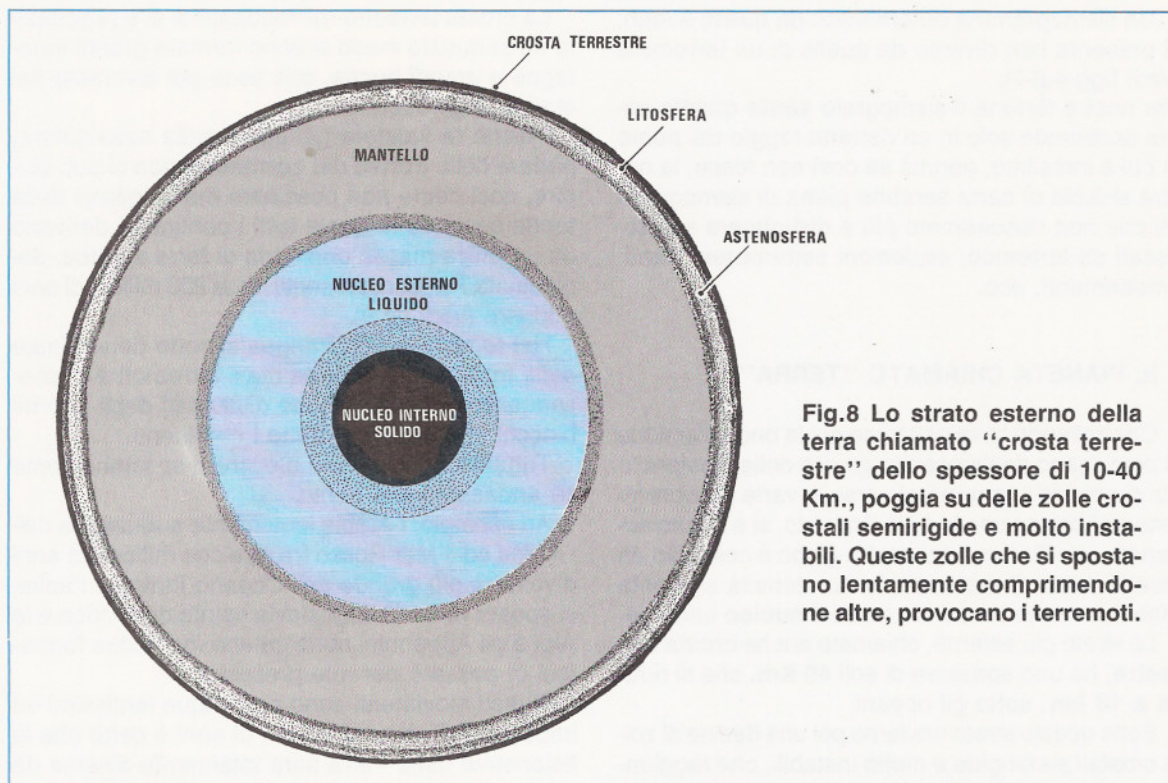 CROSTA TERRESTRE
LITOSFERA
MANTELLO
ASTENOSFERA
NUCLEO ESTERNO
LIQUIDO
NUCLEO INTERNO
SOLIDO
Fig.8 Lo strato esterno della
terra chiamato "crosta terre-
stre" dello spessore di 10-40
Km., poggia su delle zolle cro-
stali semirigide e molto insta-
bili. Queste zolle che si sposta-
no lentamente comprimendo-
ne altre, provocano i terremoti.